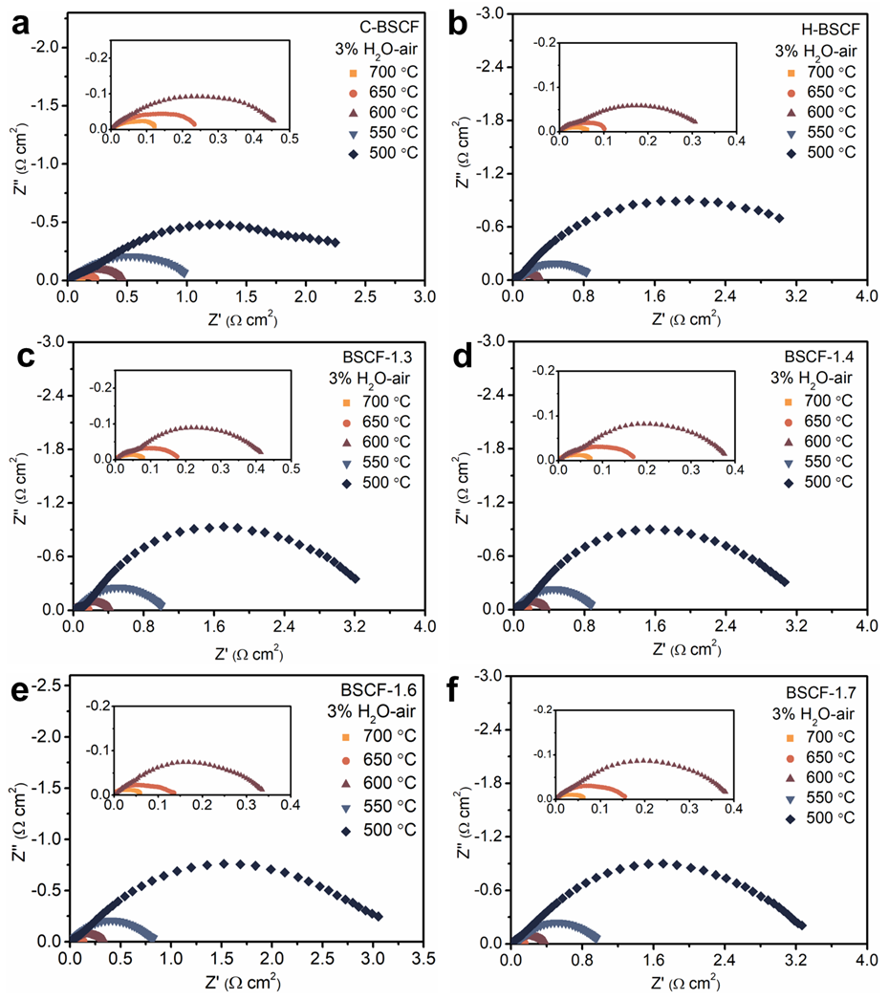 a
C-BSCF
3% H2O-air
700 °C
650 °C
600 °C
550 °C
500 °C
-2.0
-1.5
-1.0
-0.5
0.0
0.0 0.5 1.0 1.5 2.0 2.5 3.0
Z'' (Ω cm²)
Z' (Ω cm²)
-0.2
-0.1
0.0
0.0 0.1 0.2 0.3 0.4 0.5
b
H-BSCF
3% H2O-air
700 °C
650 °C
600 °C
550 °C
500 °C
-3.0
-2.4
-1.8
-1.2
-0.6
0.0
0.0 0.8 1.6 2.4 3.2 4.0
Z'' (Ω cm²)
Z' (Ω cm²)
-0.2
-0.1
0.0
0.0 0.1 0.2 0.3 0.4
c
BSCF-1.3
3% H2O-air
700 °C
650 °C
600 °C
550 °C
500 °C
-3.0
-2.4
-1.8
-1.2
-0.6
0.0
0.0 0.8 1.6 2.4 3.2 4.0
Z'' (Ω cm²)
Z' (Ω cm²)
-0.2
-0.1
0.0
0.0 0.1 0.2 0.3 0.4 0.5
d
BSCF-1.4
3% H2O-air
700 °C
650 °C
600 °C
550 °C
500 °C
-3.0
-2.4
-1.8
-1.2
-0.6
0.0
0.0 0.8 1.6 2.4 3.2 4.0
Z'' (Ω cm²)
Z' (Ω cm²)
-0.2
-0.1
0.0
0.0 0.1 0.2 0.3 0.4
e
BSCF-1.6
3% H2O-air
700 °C
650 °C
600 °C
550 °C
500 °C
-2.5
-2.0
-1.5
-1.0
-0.5
0.0
0.0 0.5 1.0 1.5 2.0 2.5 3.0 3.5
Z'' (Ω cm²)
Z' (Ω cm²)
-0.2
-0.1
0.0
0.0 0.1 0.2 0.3 0.4
f
BSCF-1.7
3% H2O-air
700 °C
650 °C
600 °C
550 °C
500 °C
-3.0
-2.4
-1.8
-1.2
-0.6
0.0
0.0 0.8 1.6 2.4 3.2 4.0
Z'' (Ω cm²)
Z' (Ω cm²)
-0.2
-0.1
0.0
0.0 0.1 0.2 0.3 0.4